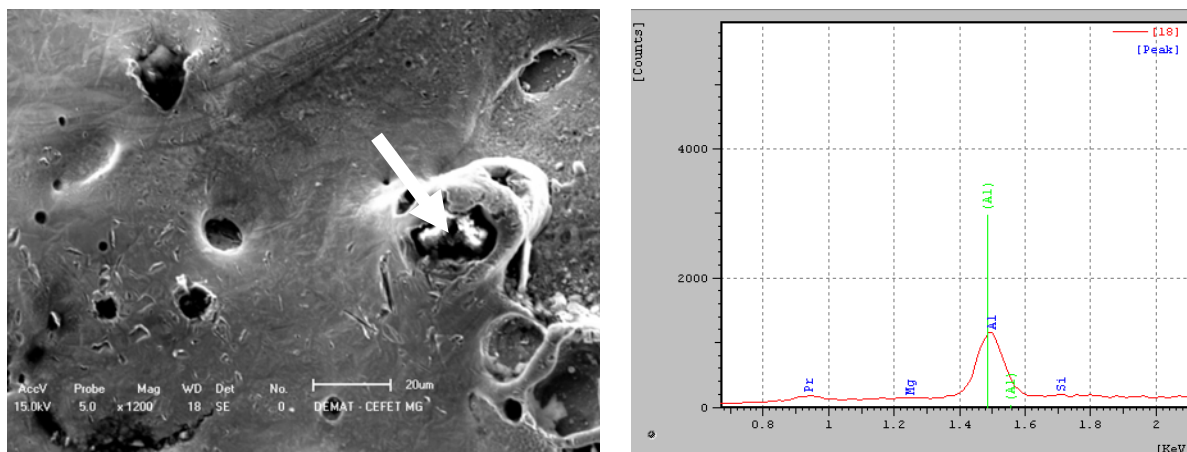 AccV Probe Mag WD Det No. 20um
15.0kV 5.0 x1200 18 SE 0 DEMAT - CEFET MG
[Counts]
[18]
[Peak]
4000
2000
0
(Al)
Al
(Al)
Pr
Mg
Si
0.8 1.2 1.4 1.6 1.8 2
[KeV